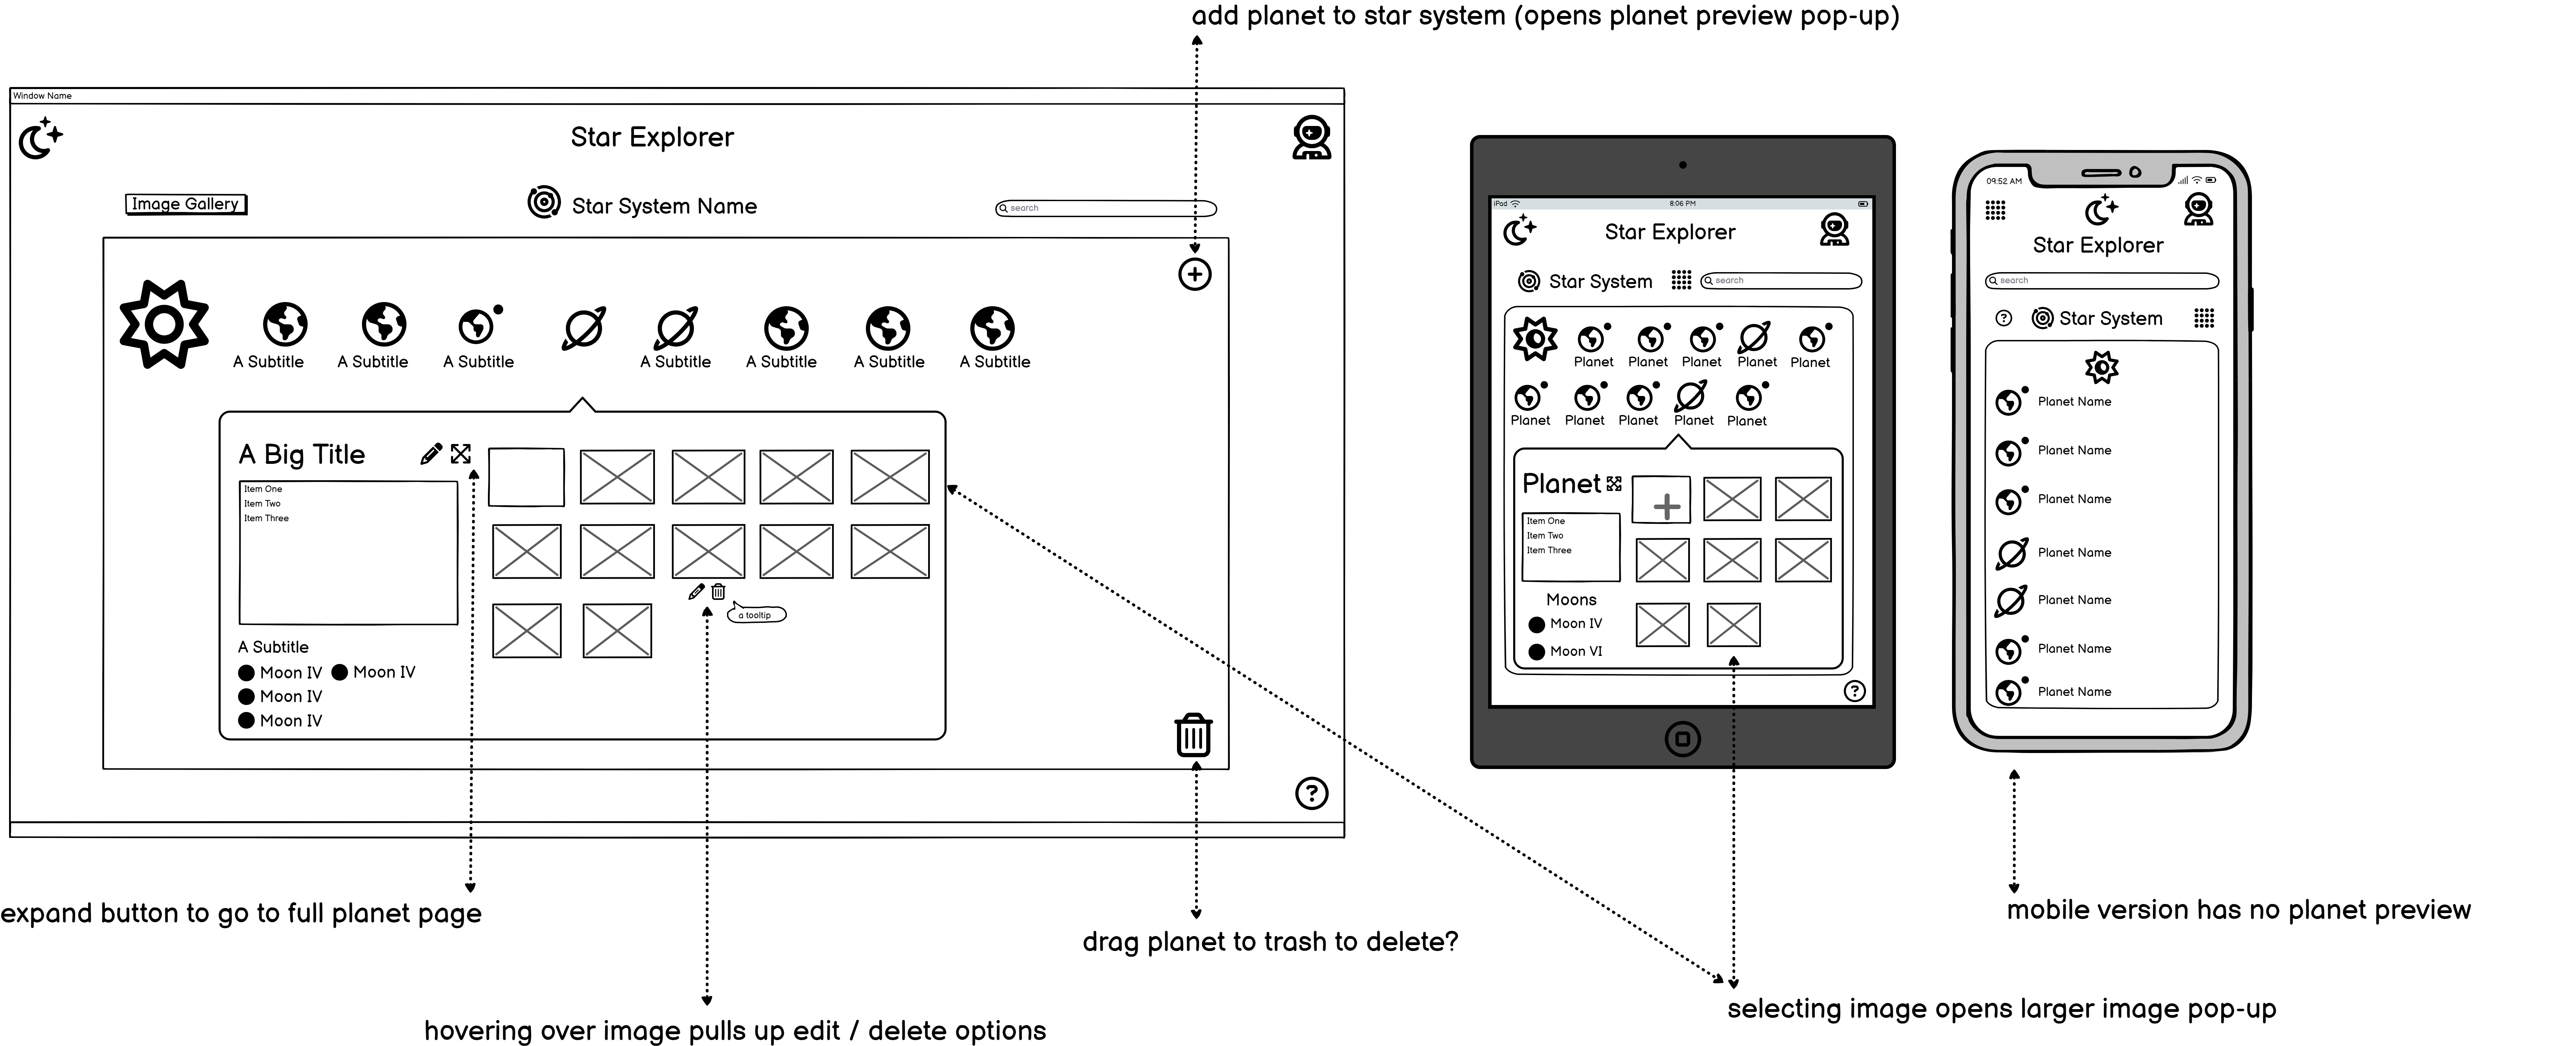 add planet to star system (opens planet preview pop-up)
Window Name
Star Explorer
Image Gallery
Star System Name
search
A Subtitle
A Subtitle
A Subtitle
A Subtitle
A Subtitle
A Subtitle
A Subtitle
A Big Title
Item One
Item Two
Item Three
a tooltip
A Subtitle
Moon IV
Moon IV
Moon IV
Moon IV
?
expand button to go to full planet page
hovering over image pulls up edit / delete options
drag planet to trash to delete?
iPad
8:06 PM
Star Explorer
Star System
search
Planet
Planet
Planet
Planet
Planet
Planet
Planet
Planet
Planet
Planet
Planet
Item One
Item Two
Item Three
Moons
Moon IV
Moon VI
?
selecting image opens larger image pop-up
09:52 AM
Star Explorer
search
?
Star System
Planet Name
Planet Name
Planet Name
Planet Name
Planet Name
Planet Name
Planet Name
mobile version has no planet preview